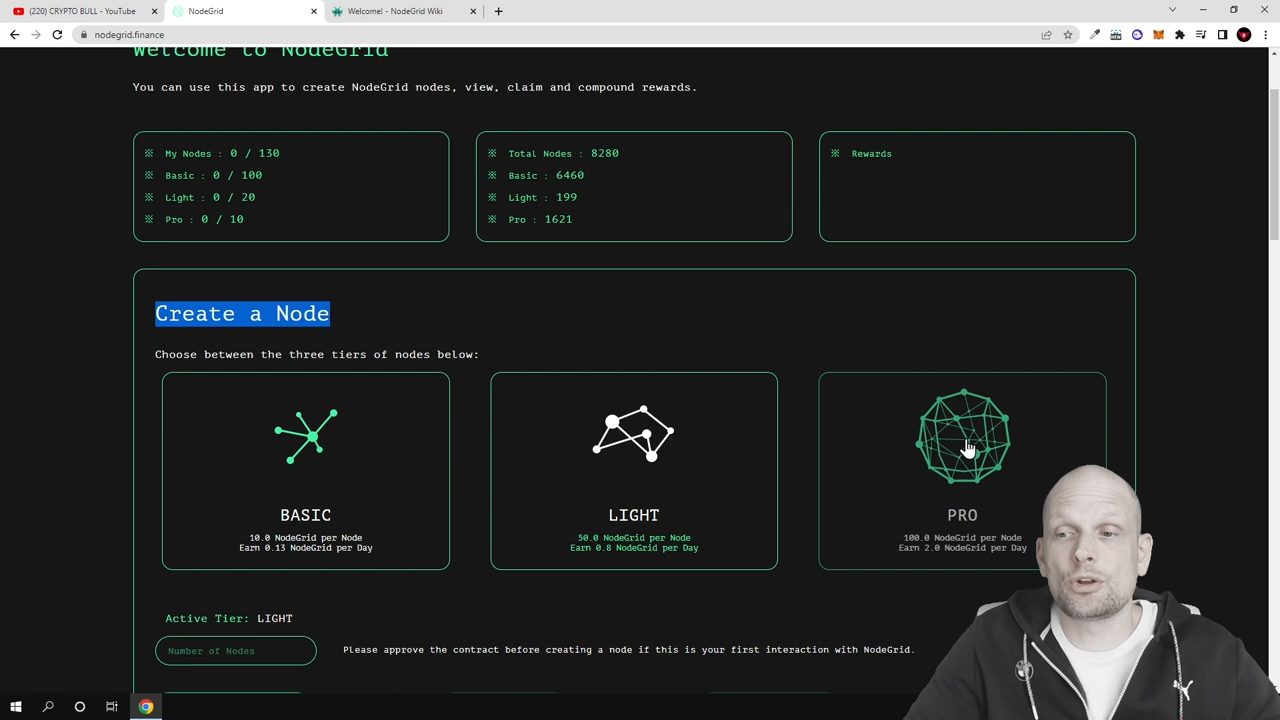 (220) CRYPTO BULL - YouTube
NodeGrid
Welcome! - NodeGrid Wiki
nodegrid.finance
Welcome to NodeGrid
You can use this app to create NodeGrid nodes, view, claim and compound rewards.
※ My Nodes : 0 / 130
※ Basic : 0 / 100
※ Light : 0 / 20
※ Pro : 0 / 10
※ Total Nodes : 8280
※ Basic : 6460
※ Light : 199
※ Pro : 1621
※ Rewards
Create a Node
Choose between the three tiers of nodes below:
BASIC
10.0 NodeGrid per Node
Earn 0.13 NodeGrid per Day
LIGHT
50.0 NodeGrid per Node
Earn 0.8 NodeGrid per Day
PRO
100.0 NodeGrid per Node
Earn 2.0 NodeGrid per Day
Active Tier: LIGHT
Number of Nodes
Please approve the contract before creating a node if this is your first interaction with NodeGrid.